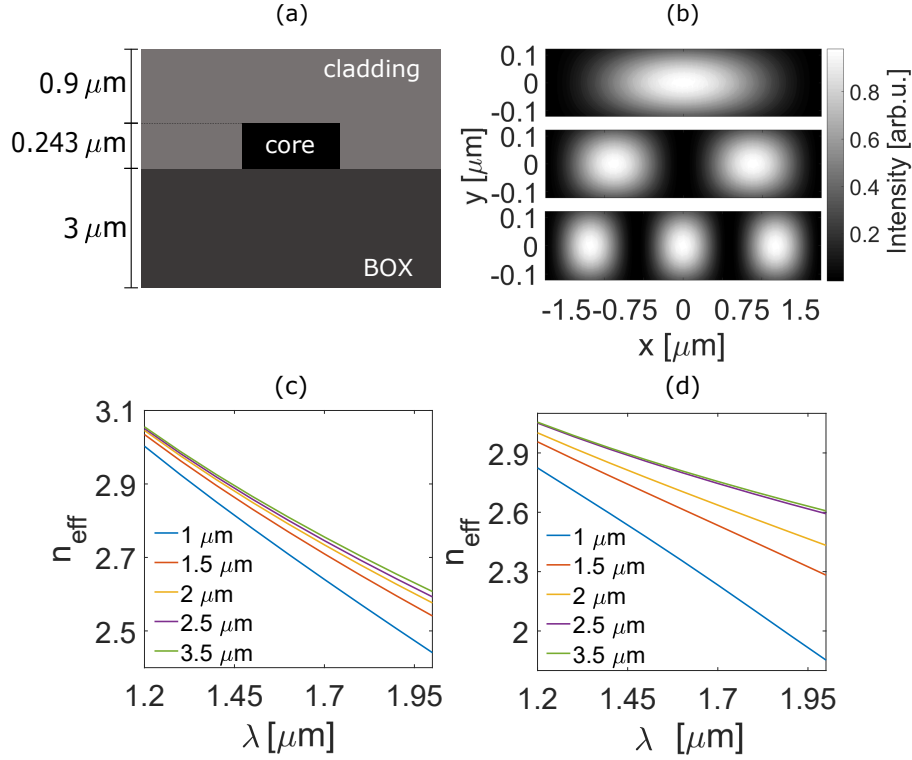 (a)
0.9 μm
0.243 μm
3 μm
cladding
core
BOX
(b)
0.1
0
-0.1
0.1
0
-0.1
0.1
0
-0.1
y [μm]
-1.5 -0.75 0 0.75 1.5
x [μm]
0.8
0.6
0.4
0.2
Intensity [arb.u.]
(c)
3.1
2.9
2.7
2.5
n_eff
1 μm
1.5 μm
2 μm
2.5 μm
3.5 μm
1.2 1.45 1.7 1.95
λ [μm]
(d)
2.9
2.6
2.3
2
n_eff
1 μm
1.5 μm
2 μm
2.5 μm
3.5 μm
1.2 1.45 1.7 1.95
λ [μm]